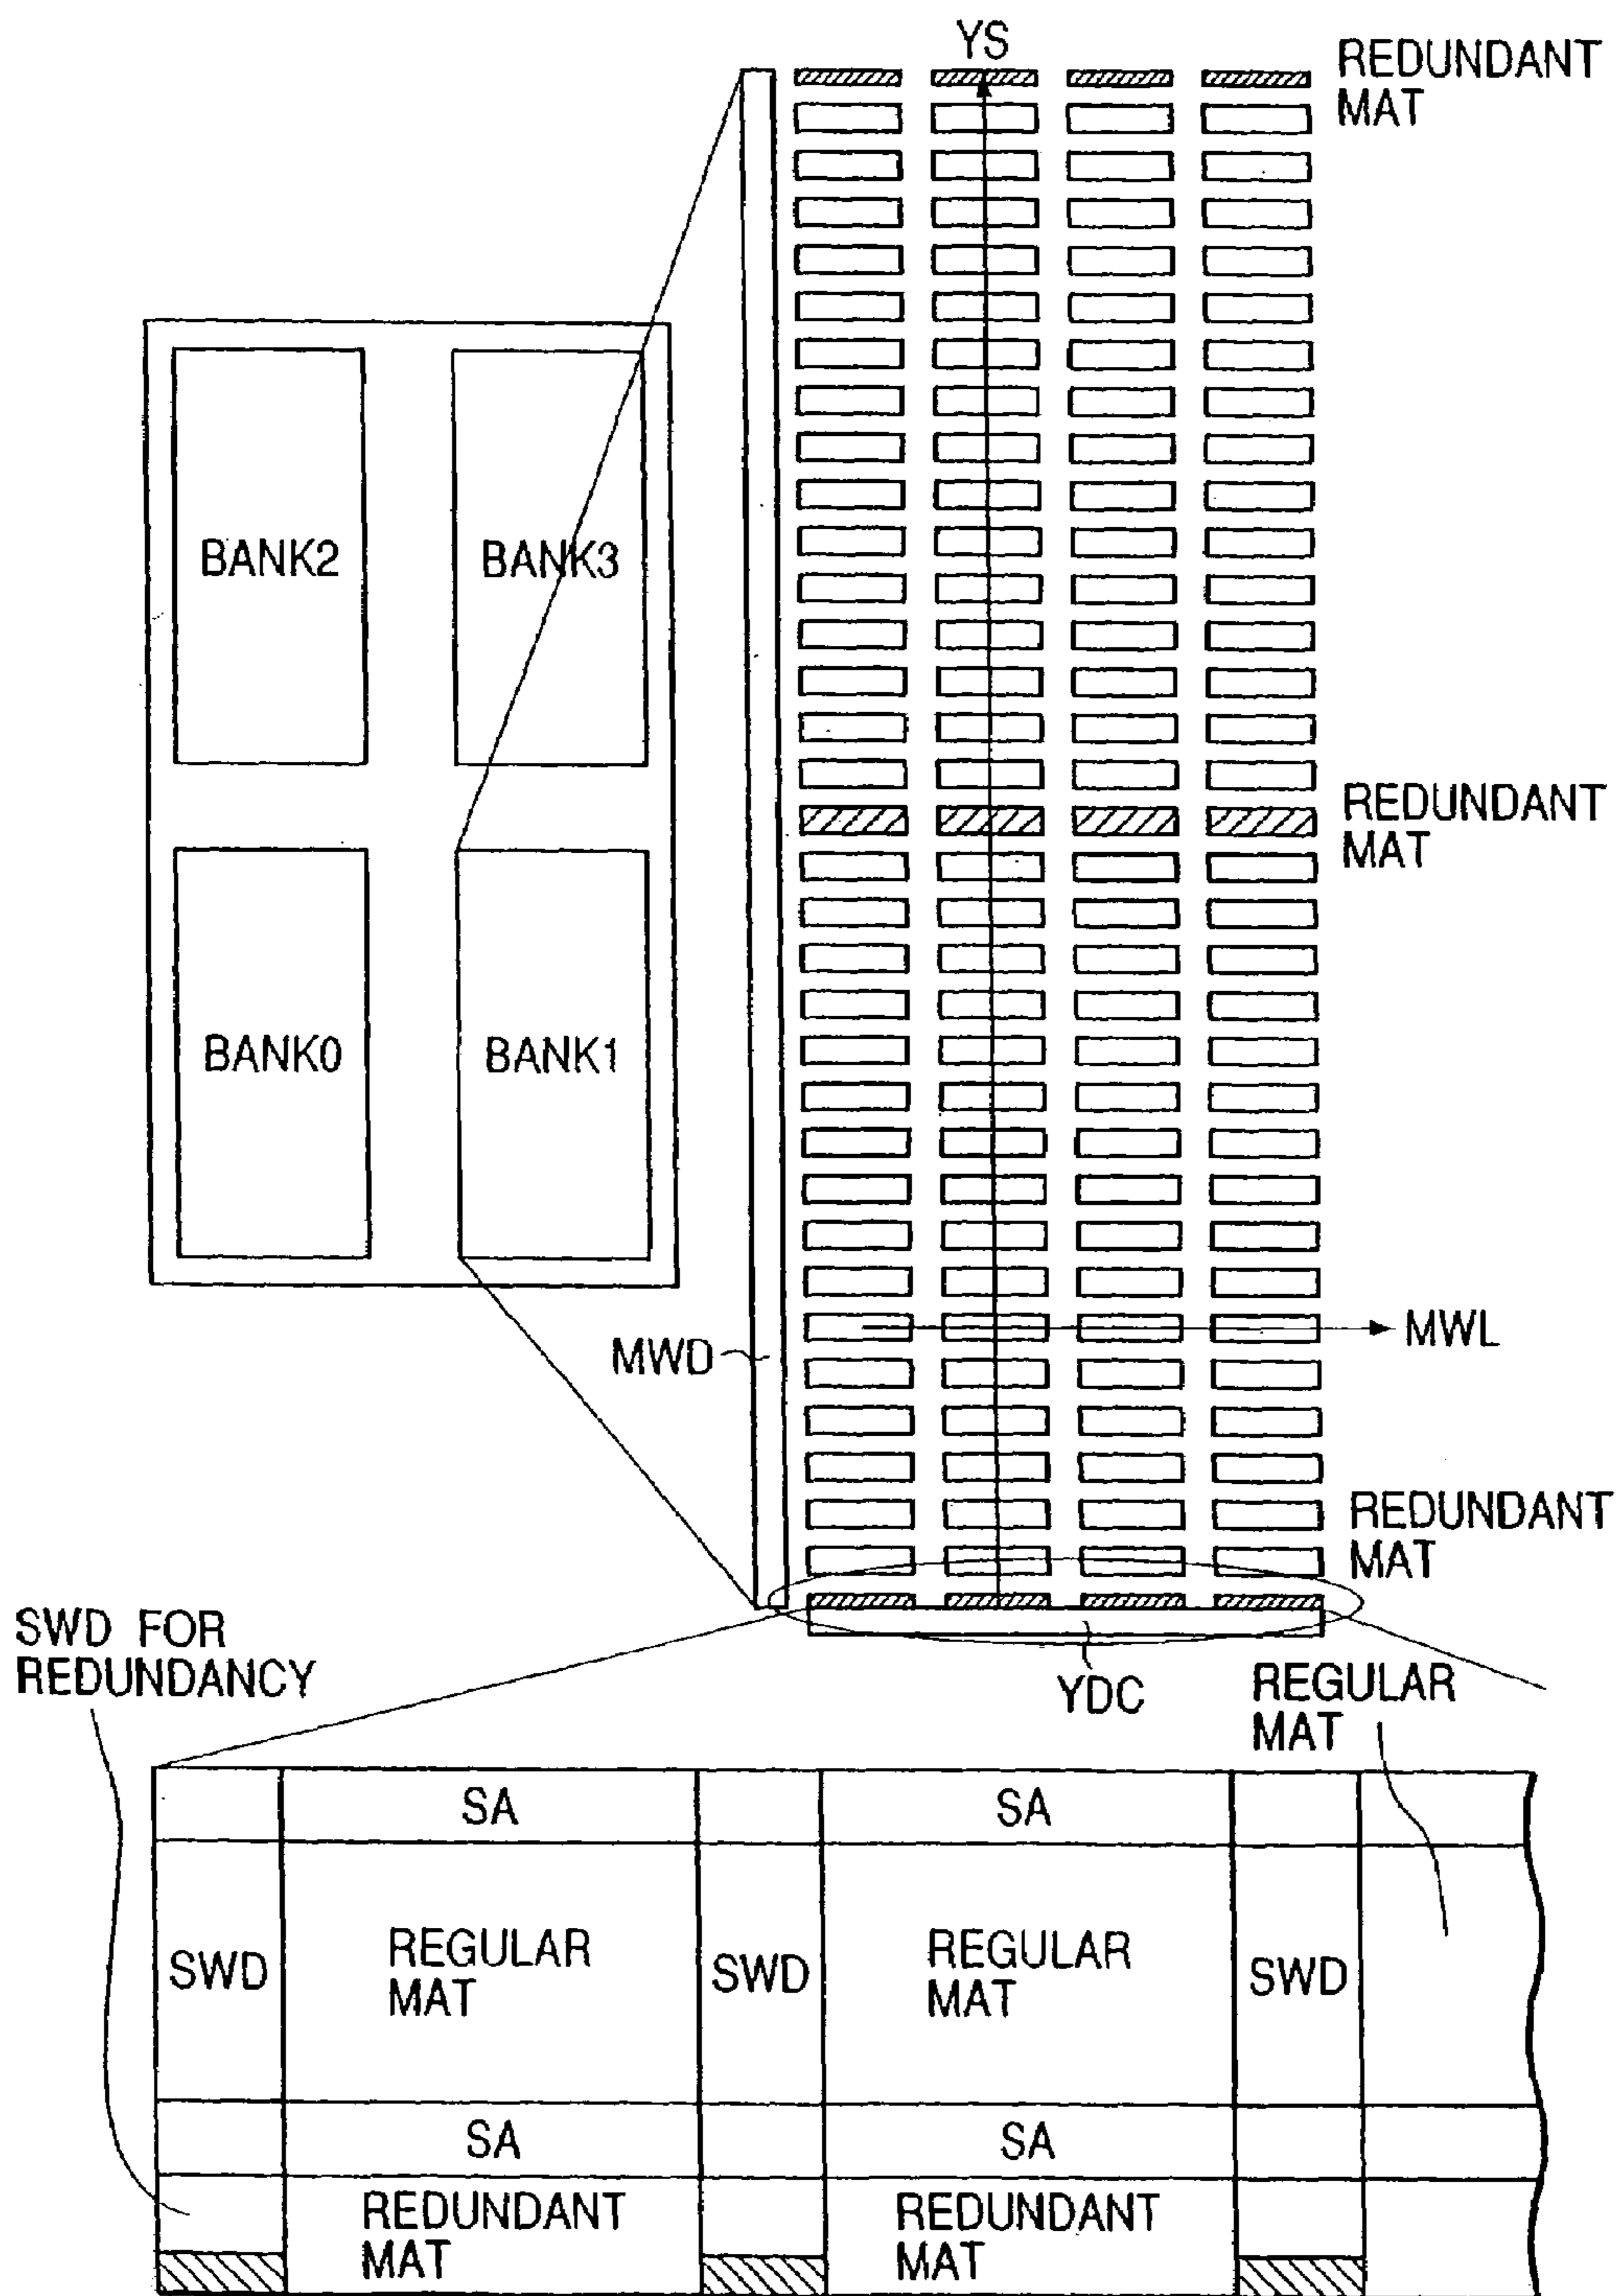 YS
REDUNDANT
MAT
BANK2
BANK3
REDUNDANT
MAT
BANK0
BANK1
MWL
MWD
REDUNDANT
MAT
SWD FOR
REDUNDANCY
YDC
REGULAR
MAT
SA
SA
SWD
REGULAR
MAT
SWD
REGULAR
MAT
SWD
SA
SA
REDUNDANT
MAT
REDUNDANT
MAT